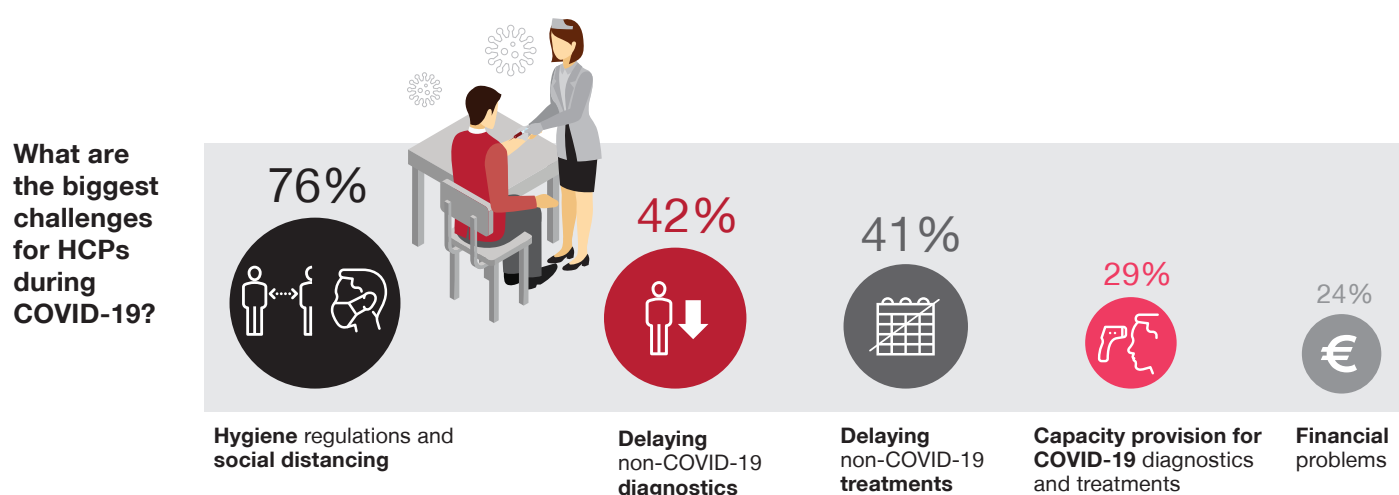 What are
the biggest
challenges
for HCPs
during
COVID-19?
76%
42%
41%
29%
24%
€
Hygiene regulations and
social distancing
Delaying
non-COVID-19
diagnostics
Delaying
non-COVID-19
treatments
Capacity provision for
COVID-19 diagnostics
and treatments
Financial
problems